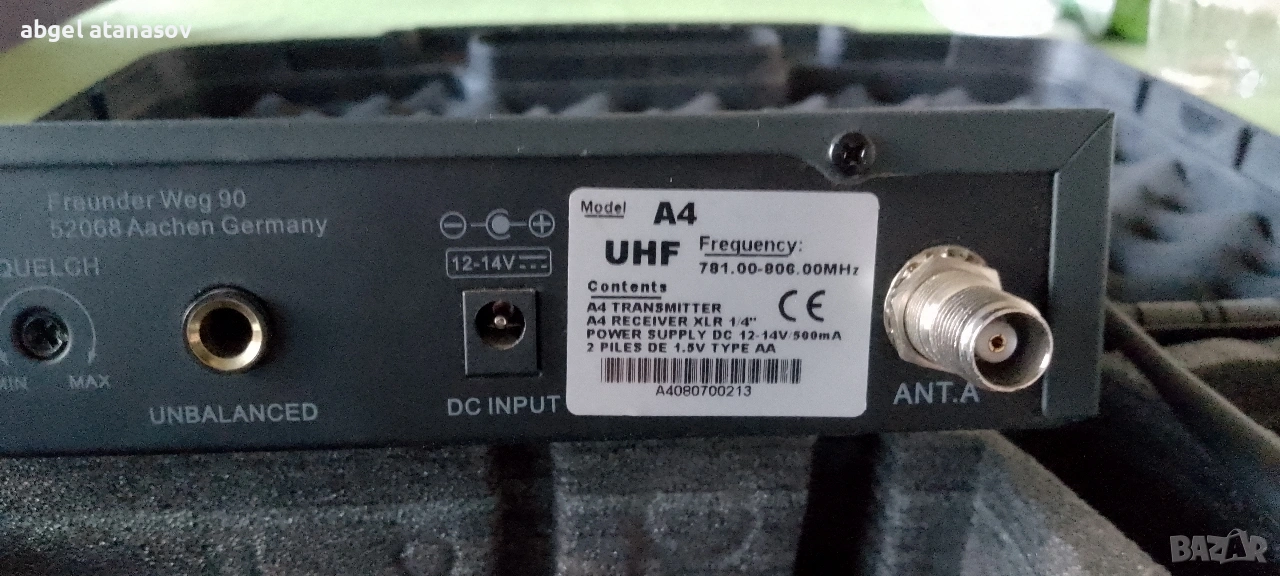 abgel atanasov
Fraunder Weg 90
52068 Aachen Germany
QUELCH
MIN MAX
UNBALANCED
12-14V
DC INPUT
Model A4
UHF Frequency:
781.00-806.00MHz
Contents
A4 TRANSMITTER
A4 RECEIVER XLR 1/4"
POWER SUPPLY DC 12-14V/500mA
2 PILES DE 1.5V TYPE AA
CE
A4080700213
ANT.A
BAZAR